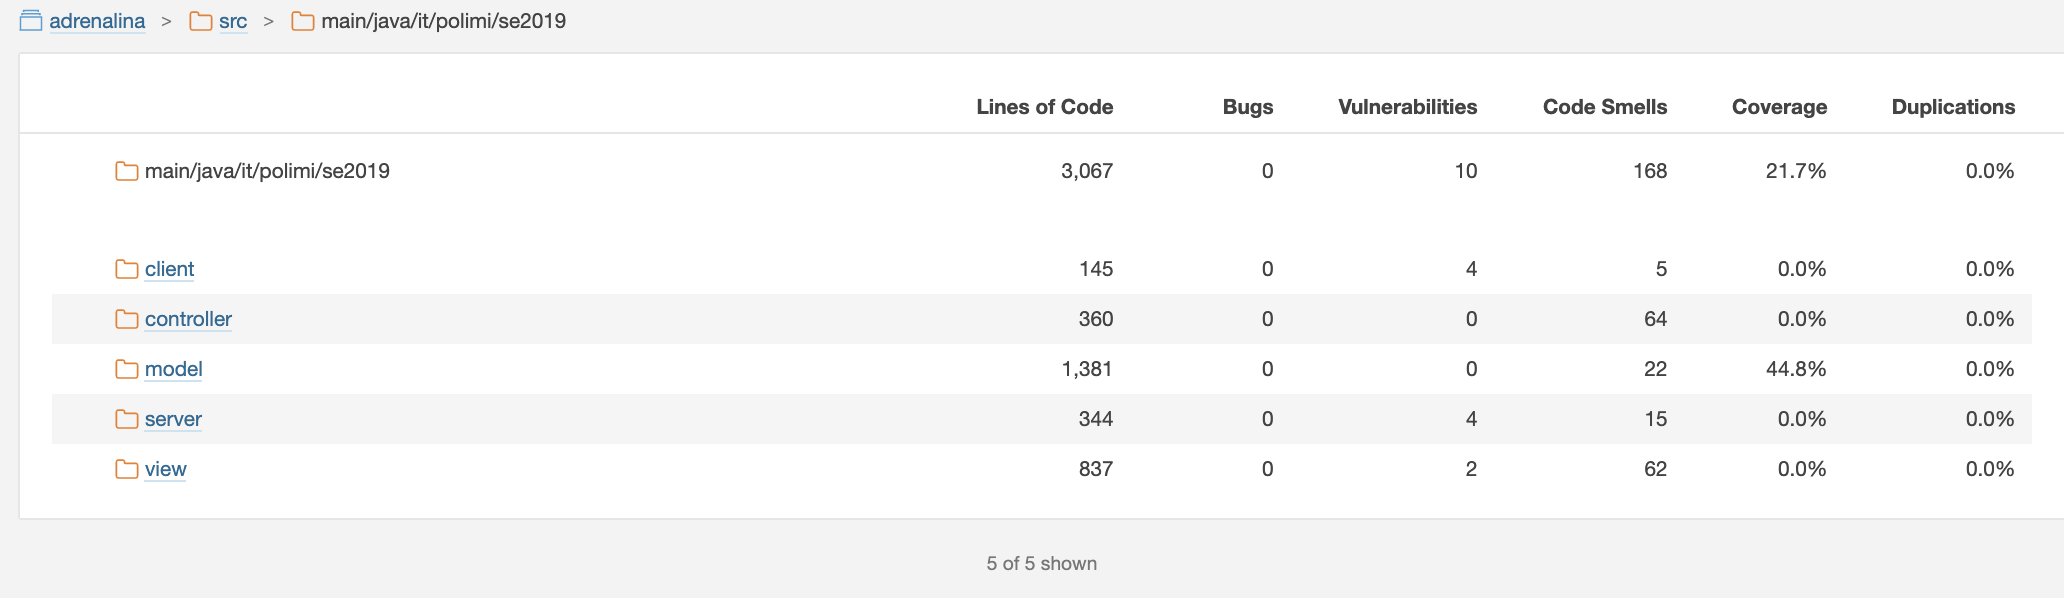 adrenalina > src > main/java/it/polimi/se2019
Lines of Code Bugs Vulnerabilities Code Smells Coverage Duplications
main/java/it/polimi/se2019 3,067 0 10 168 21.7% 0.0%
client 145 0 4 5 0.0% 0.0%
controller 360 0 0 64 0.0% 0.0%
model 1,381 0 0 22 44.8% 0.0%
server 344 0 4 15 0.0% 0.0%
view 837 0 2 62 0.0% 0.0%
5 of 5 shown